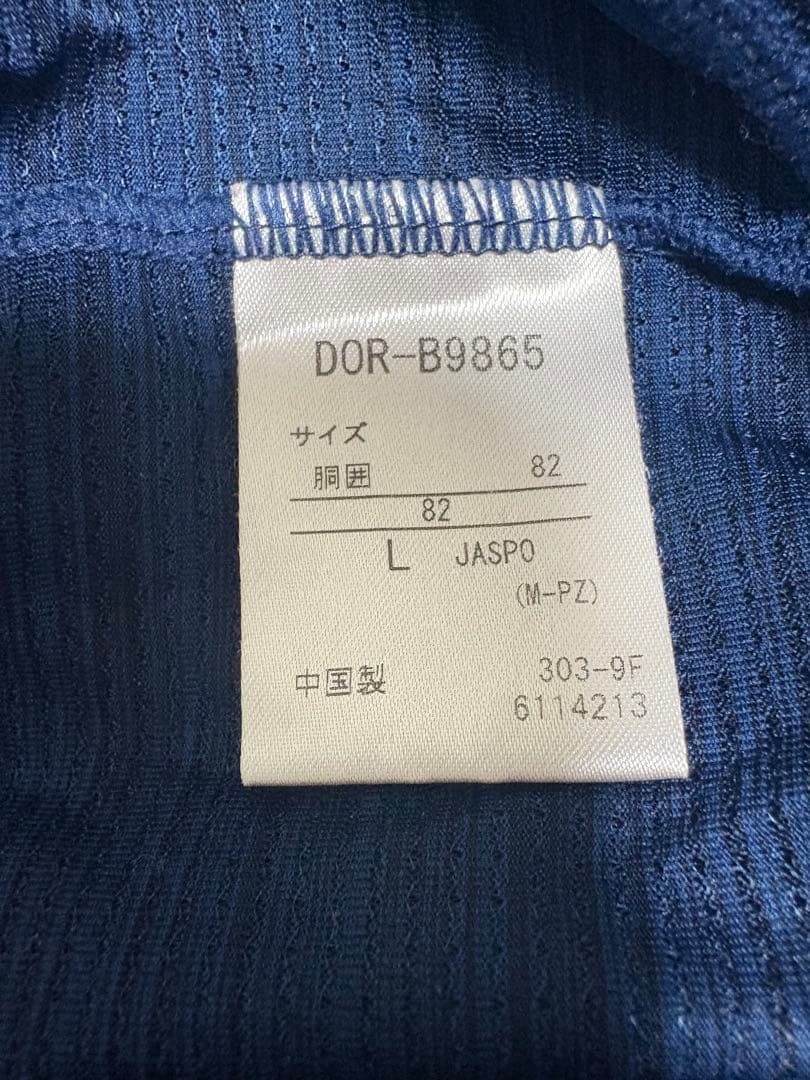 DOR-B9865
サイズ
胴囲 82
82
L JASPO
(M-PZ)
中国製 303-9F
6114213